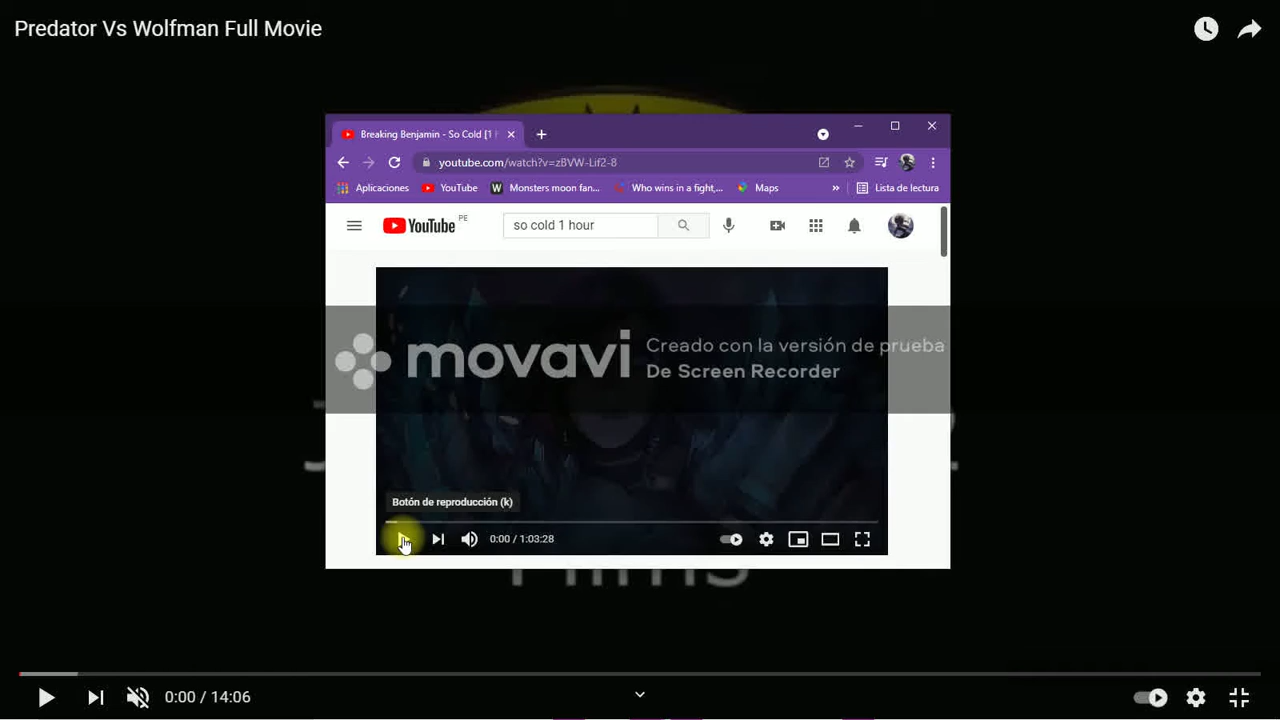 Predator Vs Wolfman Full Movie
Breaking Benjamin - So Cold [1
youtube.com/watch?v=zBVW-Lif2-8
Aplicaciones YouTube Monsters moon fan... Who wins in a fight,... Maps » Lista de lectura
YouTube PE so cold 1 hour
movavi
Creado con la versión de prueba
De Screen Recorder
Films
Botón de reproducción (k)
0:00 / 1:03:28
0:00 / 14:06